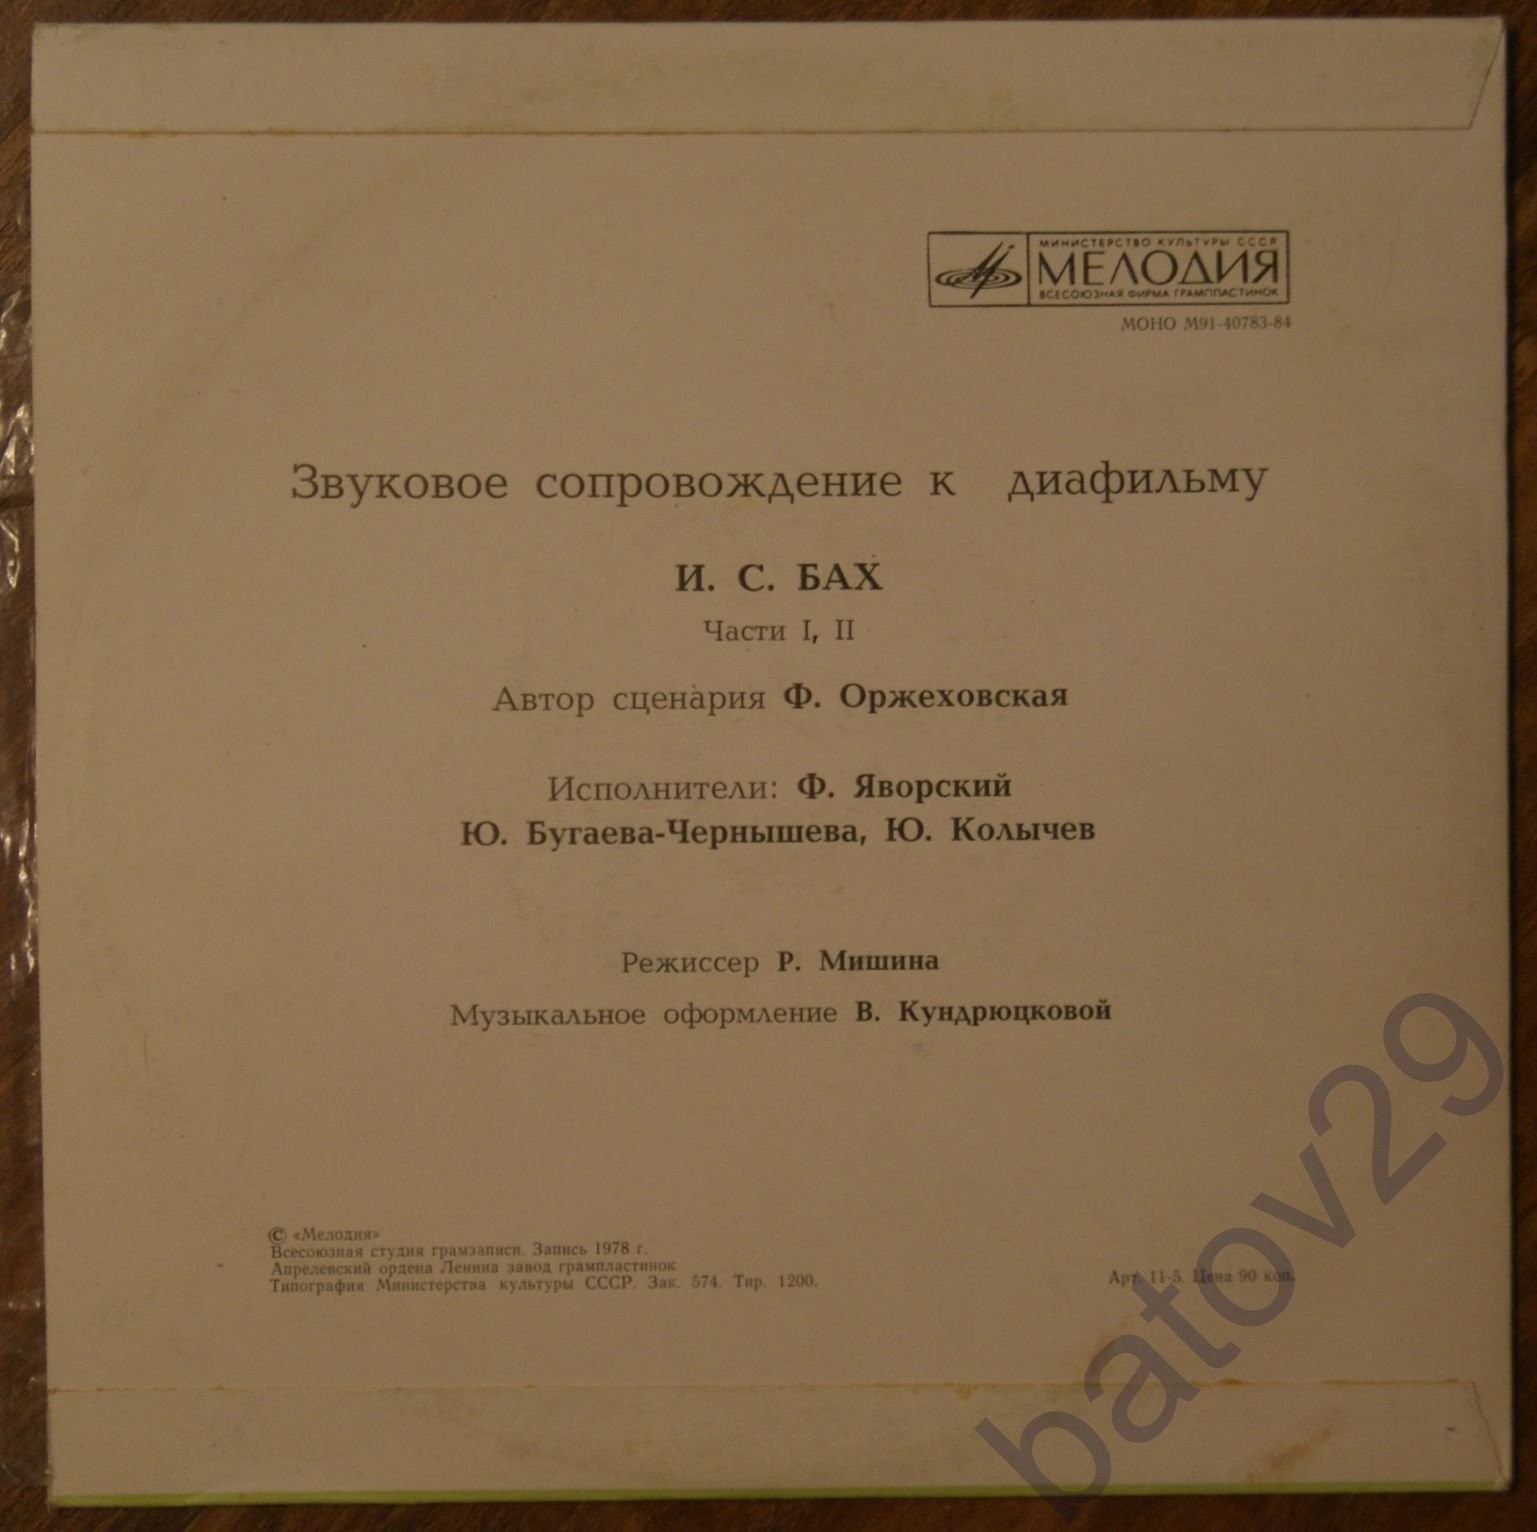 МИНИСТЕРСТВО КУЛЬТУРЫ СССР
МЕЛОДИЯ
ВСЕСОЮЗНАЯ ФИРМА ГРАМПЛАСТИНОК
МОНО М91-40783-84
Звуковое сопровождение к диафильму
И. С. БАХ
Части I, II
Автор сценария Ф. Оржеховская
Исполнители: Ф. Яворский
Ю. Бугаева-Чернышева, Ю. Колычев
Режиссер Р. Мишина
Музыкальное оформление В. Кундрюцковой
© «Мелодия»
Всесоюзная студия грамзаписи. Запись 1978 г.
Апрелевский ордена Ленина завод грампластинок
Типография Министерства культуры СССР. Зак. 574. Тир. 1200.
Арт. 11-5. Цена 90 коп.
batov29